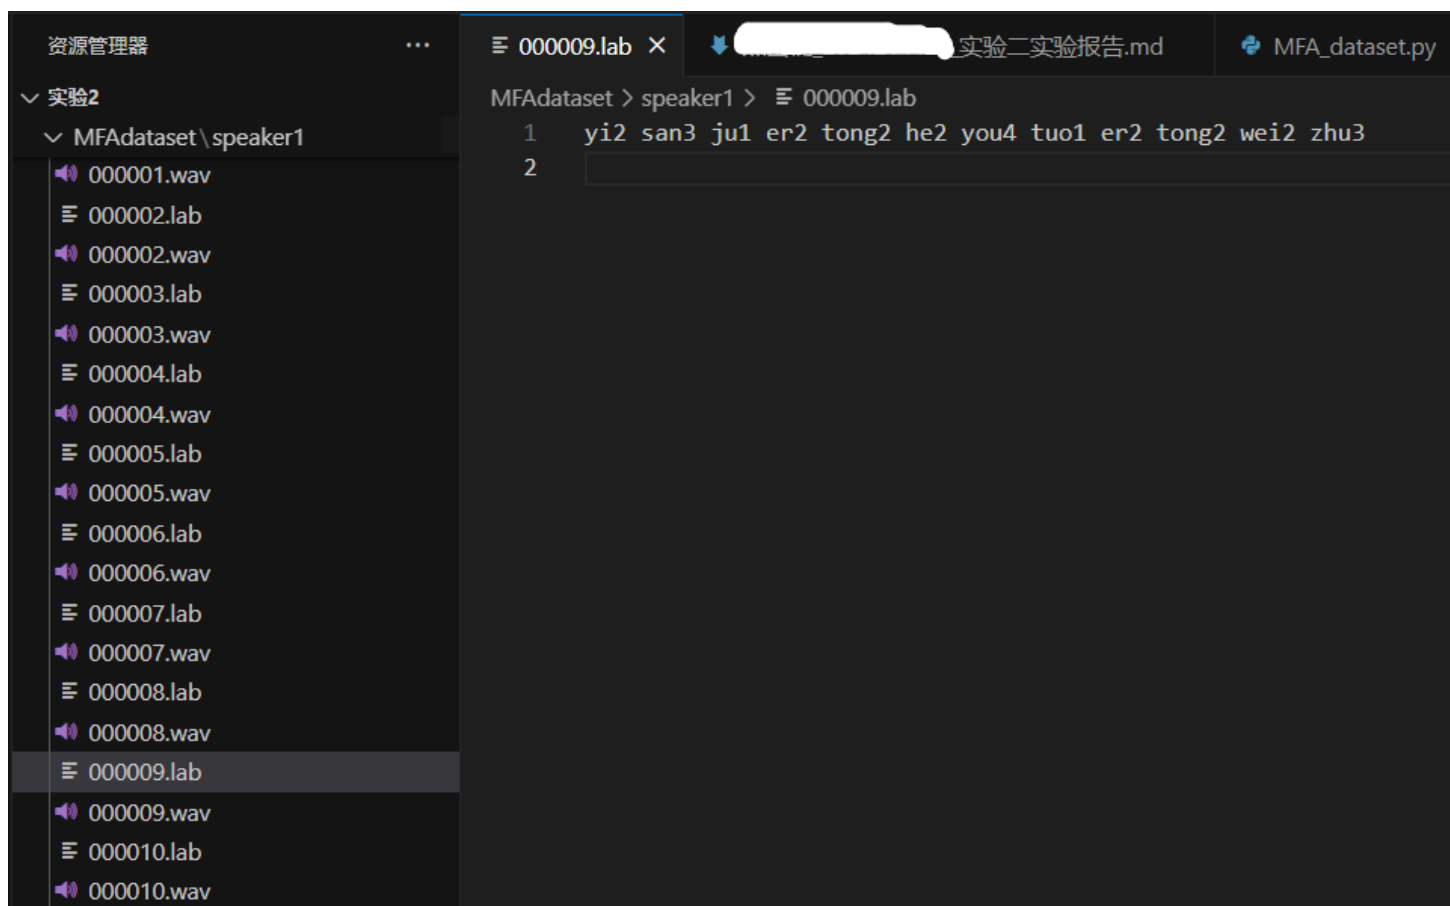 资源管理器
实验2
MFAdataset\speaker1
000001.wav
000002.lab
000002.wav
000003.lab
000003.wav
000004.lab
000004.wav
000005.lab
000005.wav
000006.lab
000006.wav
000007.lab
000007.wav
000008.lab
000008.wav
000009.lab
000009.wav
000010.lab
000010.wav
000009.lab
_实验二实验报告.md
MFA_dataset.py
MFAdataset > speaker1 > 000009.lab
1 yi2 san3 ju1 er2 tong2 he2 you4 tuo1 er2 tong2 wei2 zhu3
2